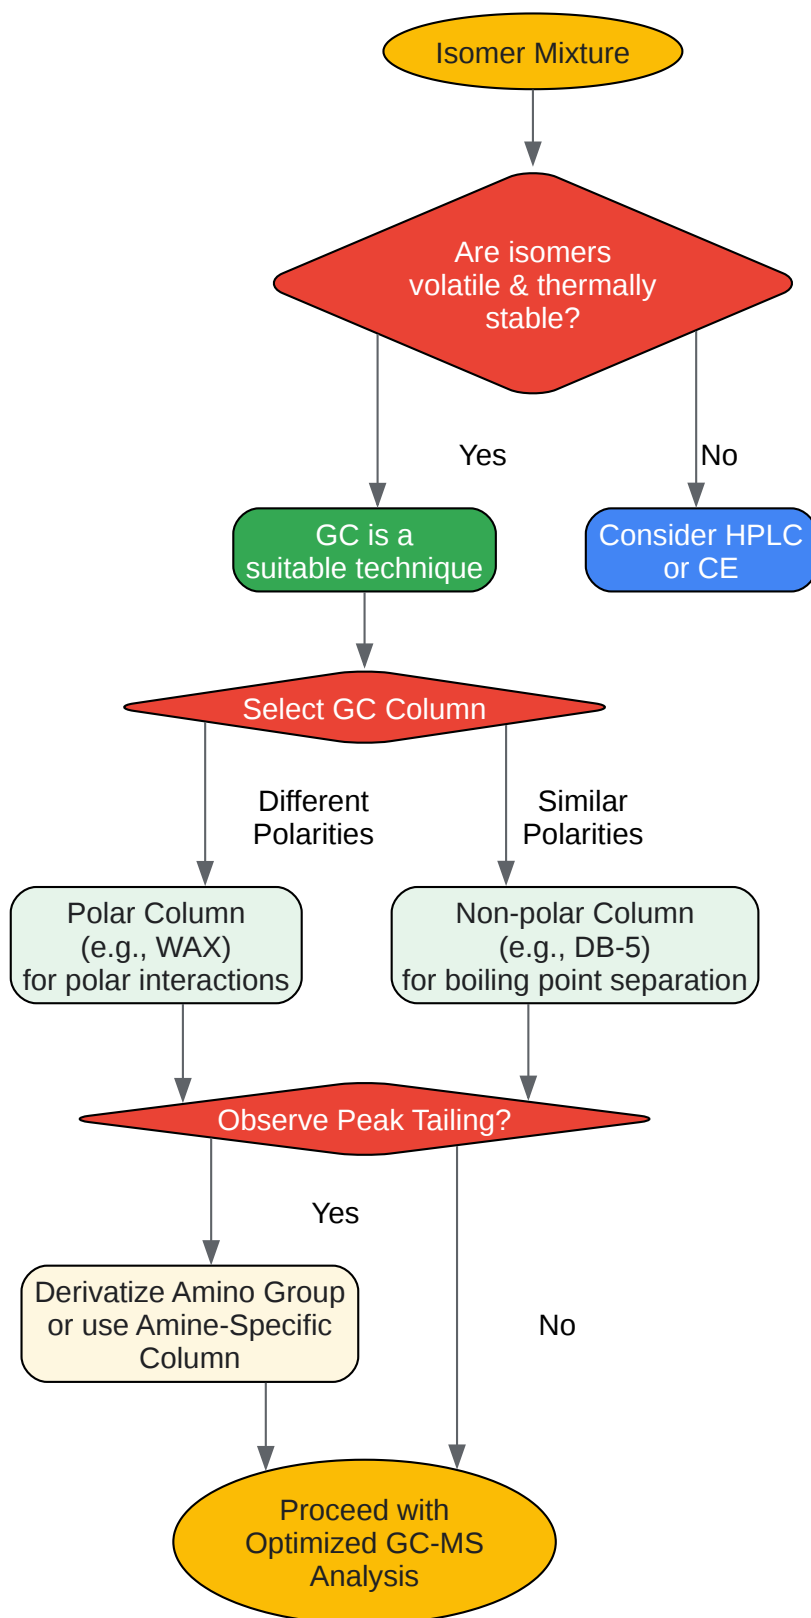 Isomer Mixture
Are isomers
volatile & thermally
stable?
Yes
No
GC is a
suitable technique
Consider HPLC
or CE
Select GC Column
Different
Polarities
Similar
Polarities
Polar Column
(e.g., WAX)
for polar interactions
Non-polar Column
(e.g., DB-5)
for boiling point separation
Observe Peak Tailing?
Yes
Derivatize Amino Group
or use Amine-Specific
Column
No
Proceed with
Optimized GC-MS
Analysis